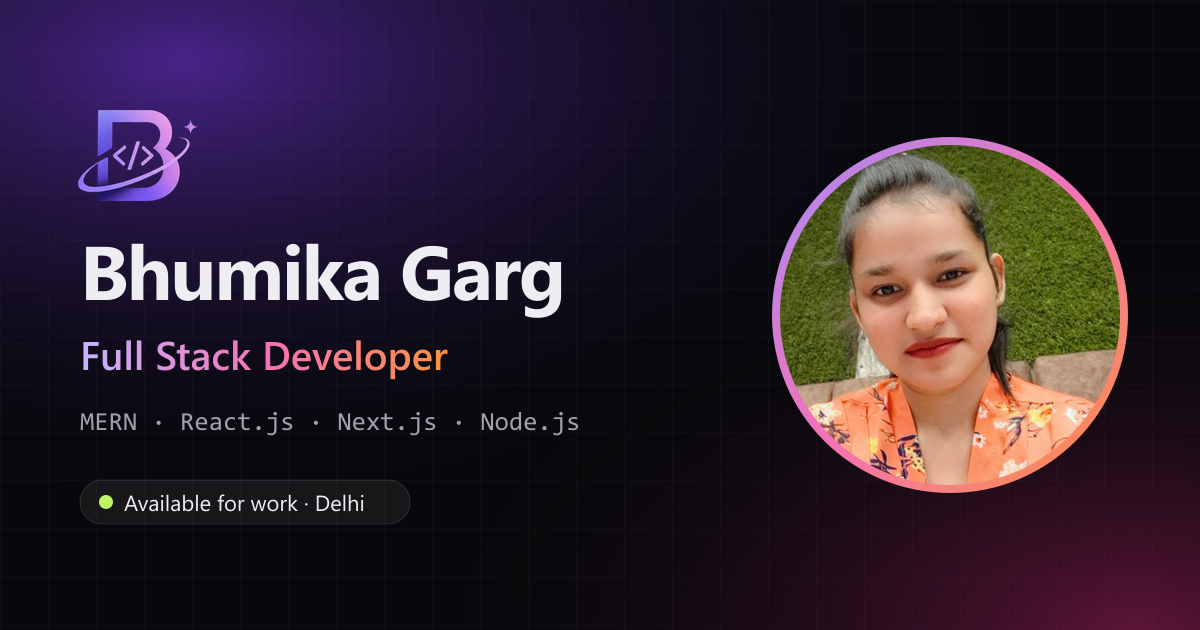 B
</>
Bhumika Garg
Full Stack Developer
MERN · React.js · Next.js · Node.js
Available for work · Delhi